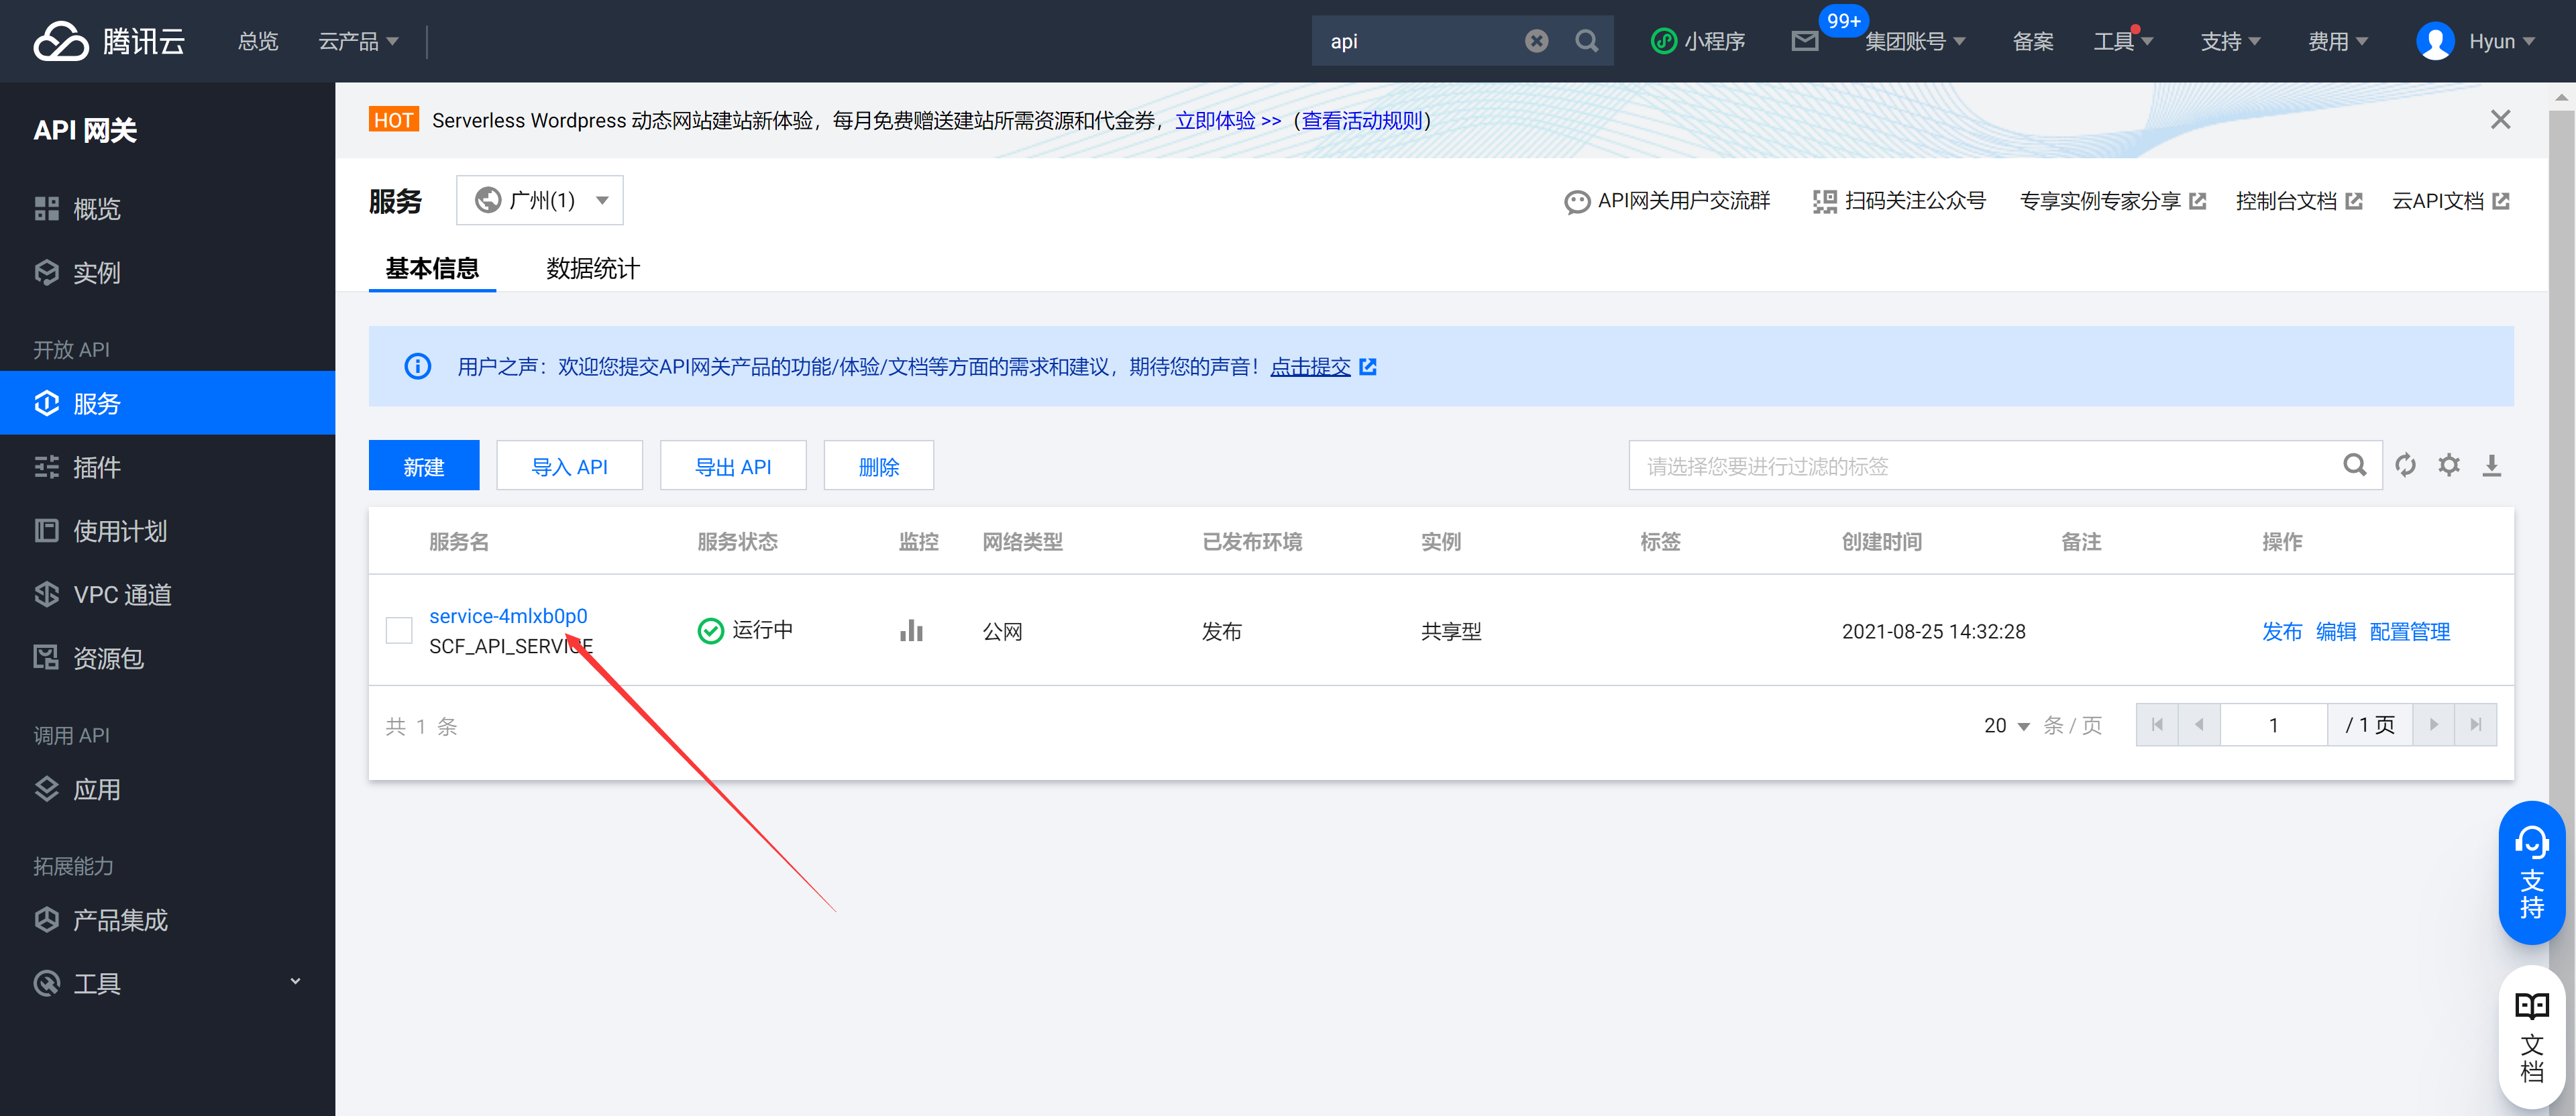 腾讯云 总览 云产品 api 小程序 99+ 集团账号 备案 工具 支持 费用 Hyun
API 网关
概览
实例
开放 API
服务
插件
使用计划
VPC 通道
资源包
调用 API
应用
拓展能力
产品集成
工具
HOT Serverless Wordpress 动态网站建站新体验，每月免费赠送建站所需资源和代金券，立即体验 >>（查看活动规则）
服务 广州(1) API网关用户交流群 扫码关注公众号 专享实例专家分享 控制台文档 云API文档
基本信息 数据统计
用户之声：欢迎您提交API网关产品的功能/体验/文档等方面的需求和建议，期待您的声音！点击提交
新建 导入 API 导出 API 删除 请选择您要进行过滤的标签
服务名 服务状态 监控 网络类型 已发布环境 实例 标签 创建时间 备注 操作
service-4mlxb0p0
SCF_API_SERVICE 运行中 公网 发布 共享型 2021-08-25 14:32:28 发布 编辑 配置管理
共 1 条 20 条 / 页 1 / 1 页
支持
文档